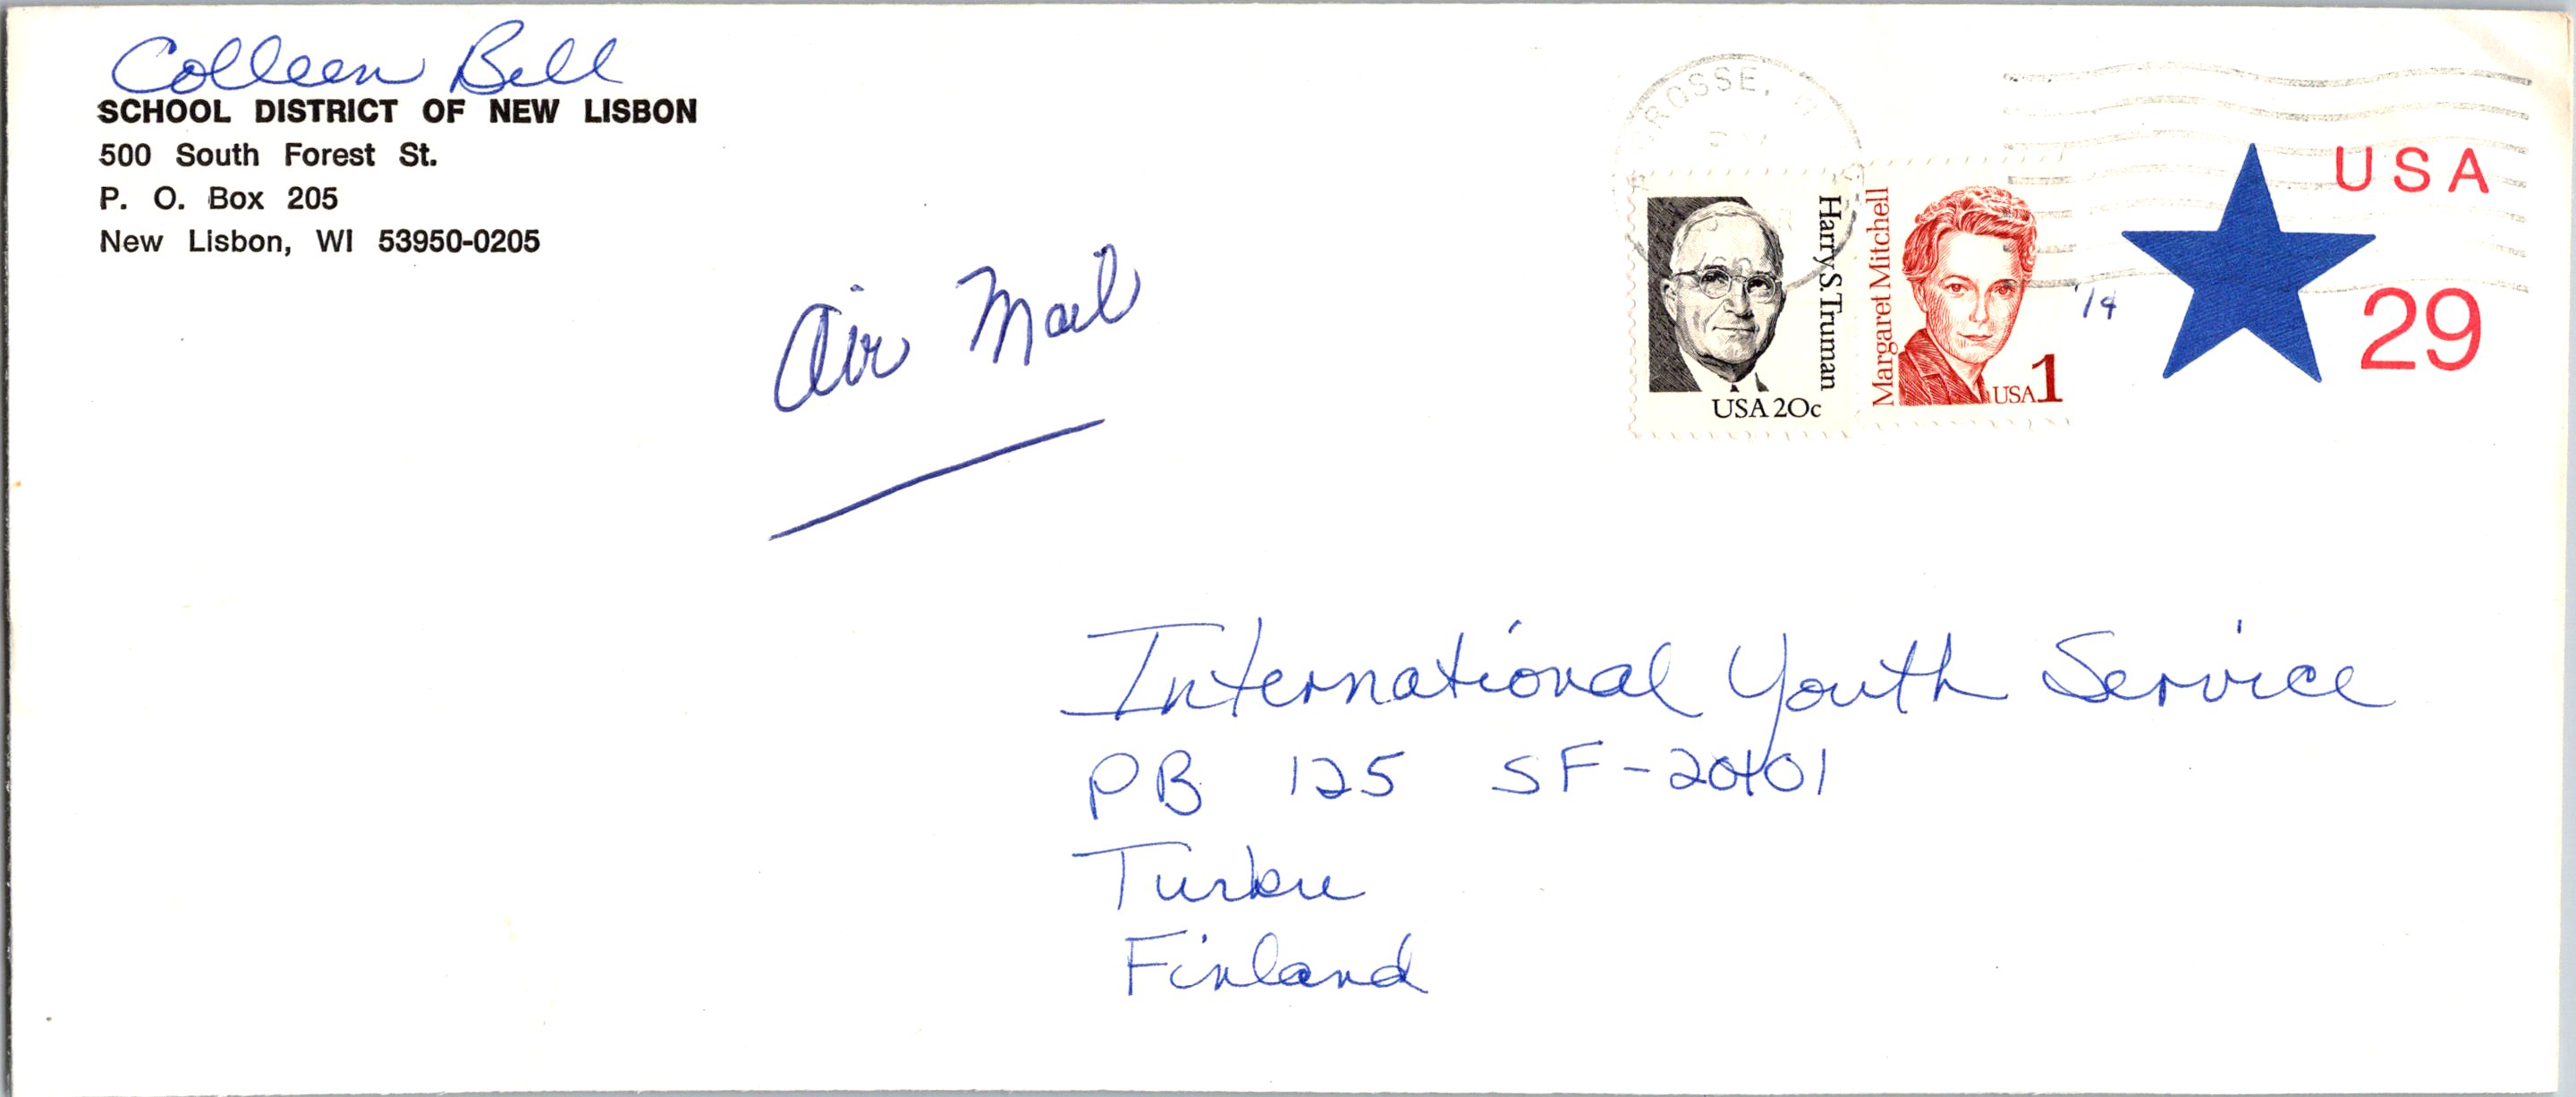 Colleen Bell
SCHOOL DISTRICT OF NEW LISBON
500 South Forest St.
P. O. Box 205
New Lisbon, WI 53950-0205
Air Mail
ROSSE, WI
Harry S. Truman
USA 20c
Margaret Mitchell
USA 1
USA
29
International Youth Service
PB 125 SF-20101
Turku
Finland